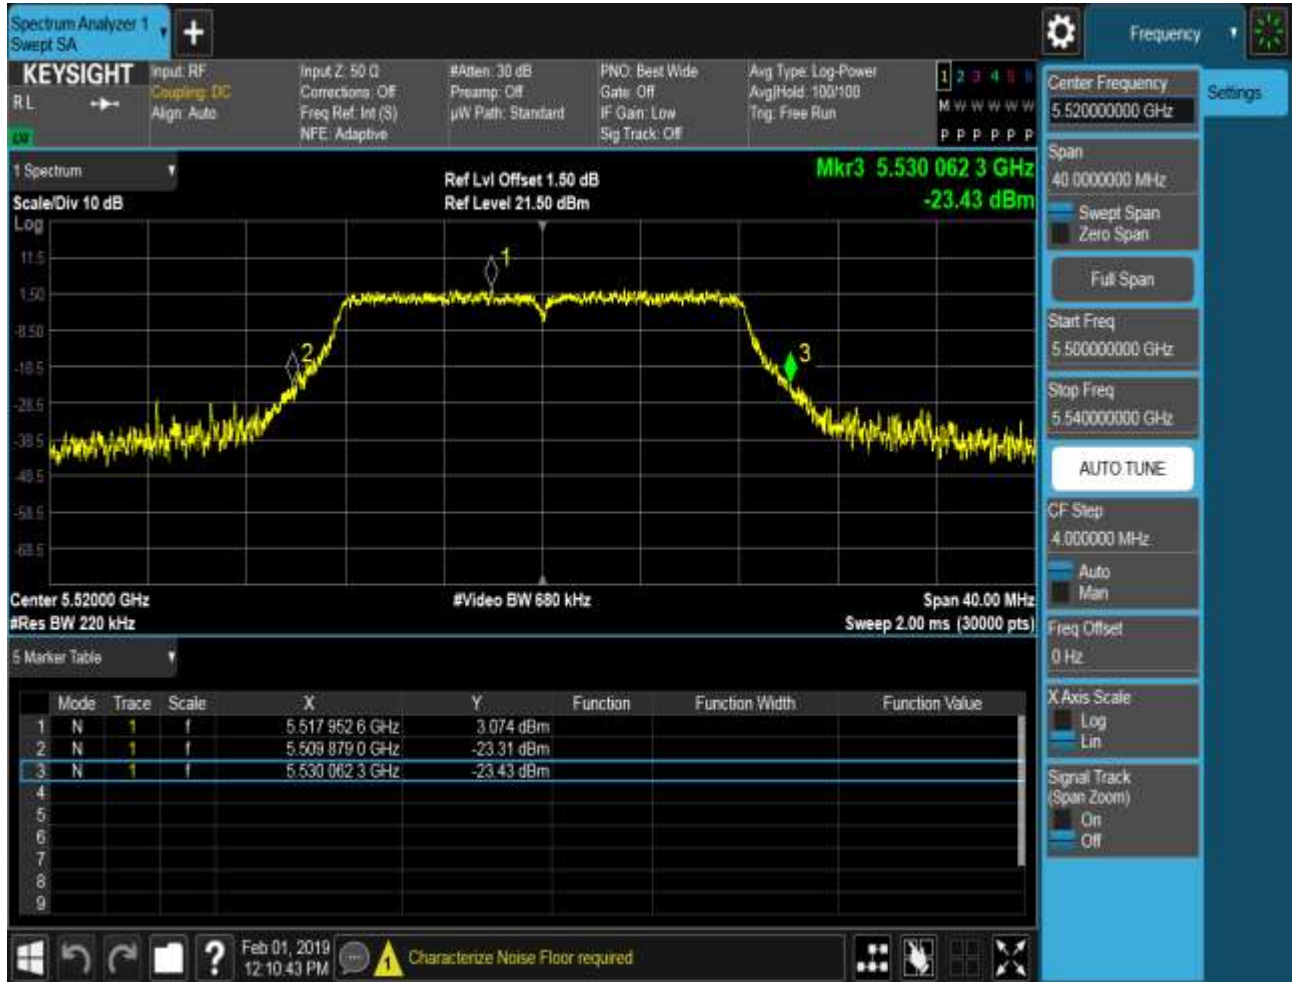 Spectrum Analyzer 1
Swept SA
+
Frequency
KEYSIGHT
RL
Input: RF
Coupling: DC
Align: Auto
Input Z: 50 Ω
Corrections: Off
Freq Ref: Int (S)
NFE: Adaptive
#Atten: 30 dB
Preamp: Off
µW Path: Standard
PNO: Best Wide
Gate: Off
IF Gain: Low
Sig Track: Off
Avg Type: Log-Power
Avg|Hold: 100/100
Trig: Free Run
1 2 3 4 5 6
M W W W W W
P P P P P P
1 Spectrum
Scale/Div 10 dB
Ref Lvl Offset 1.50 dB
Ref Level 21.50 dBm
Mkr3 5.530 062 3 GHz
-23.43 dBm
Log
11.5
1.50
-8.50
-18.5
-28.5
-38.5
-48.5
-58.5
-68.5
1
2
3
Center 5.52000 GHz
#Video BW 680 kHz
Span 40.00 MHz
#Res BW 220 kHz
Sweep 2.00 ms (30000 pts)
5 Marker Table
Mode Trace Scale X Y Function Function Width Function Value
1 N 1 f 5.517 952 6 GHz 3.074 dBm
2 N 1 f 5.509 879 0 GHz -23.31 dBm
3 N 1 f 5.530 062 3 GHz -23.43 dBm
4
5
6
7
8
9
Center Frequency
5.520000000 GHz
Settings
Span
40.0000000 MHz
Swept Span
Zero Span
Full Span
Start Freq
5.500000000 GHz
Stop Freq
5.540000000 GHz
AUTO TUNE
CF Step
4.000000 MHz
Auto
Man
Freq Offset
0 Hz
X Axis Scale
Log
Lin
Signal Track
(Span Zoom)
On
Off
?
Feb 01, 2019
12:10:43 PM
1
Characterize Noise Floor required